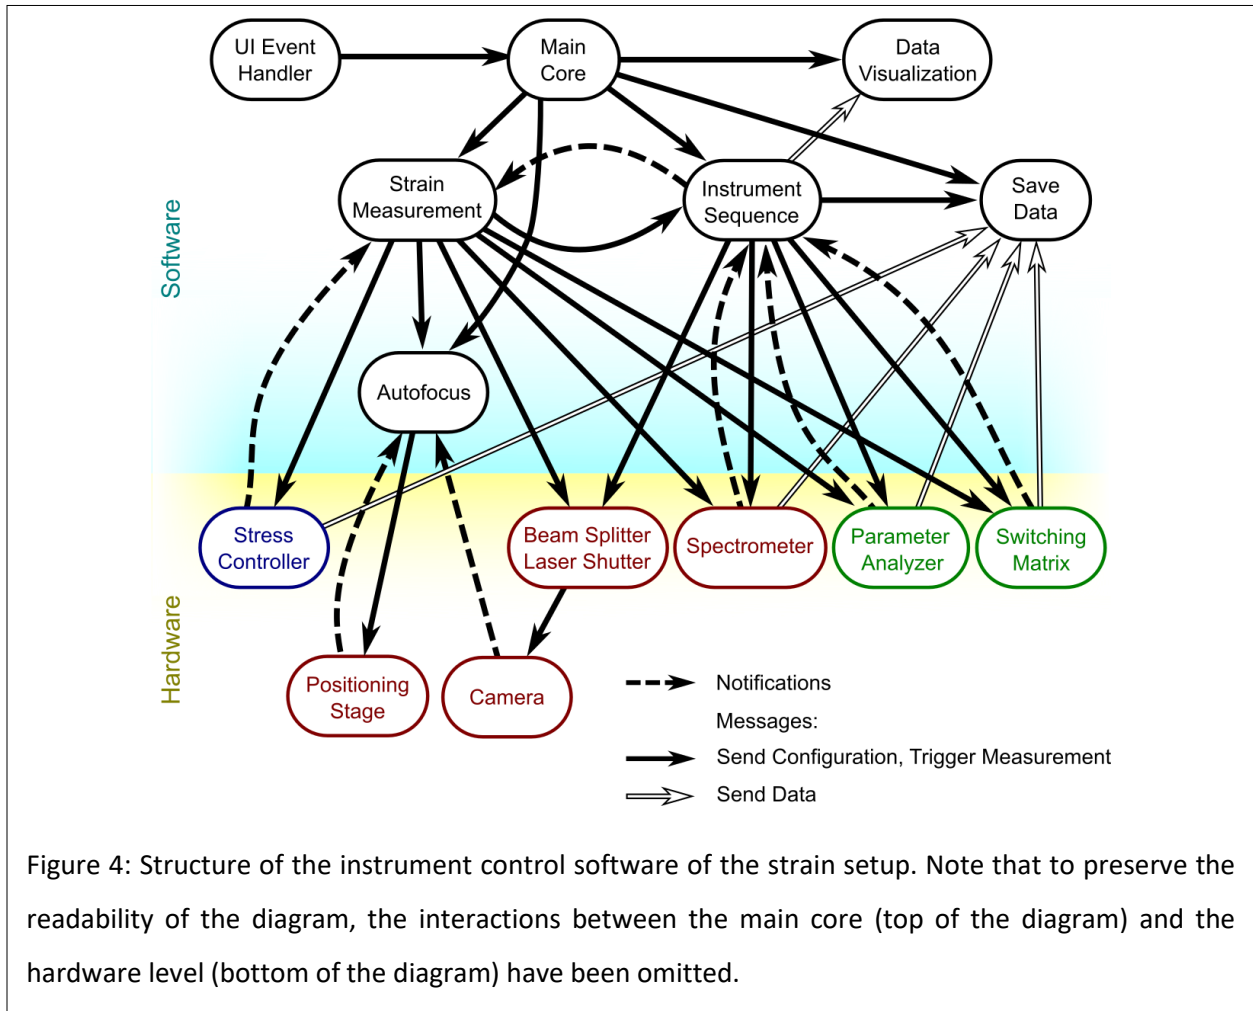 UI Event
Handler
Main
Core
Data
Visualization
Strain
Measurement
Instrument
Sequence
Save
Data
Software
Autofocus
Stress
Controller
Beam Splitter
Laser Shutter
Spectrometer
Parameter
Analyzer
Switching
Matrix
Hardware
Positioning
Stage
Camera
Notifications
Messages:
Send Configuration, Trigger Measurement
Send Data
Figure 4: Structure of the instrument control software of the strain setup. Note that to preserve the
readability of the diagram, the interactions between the main core (top of the diagram) and the
hardware level (bottom of the diagram) have been omitted.